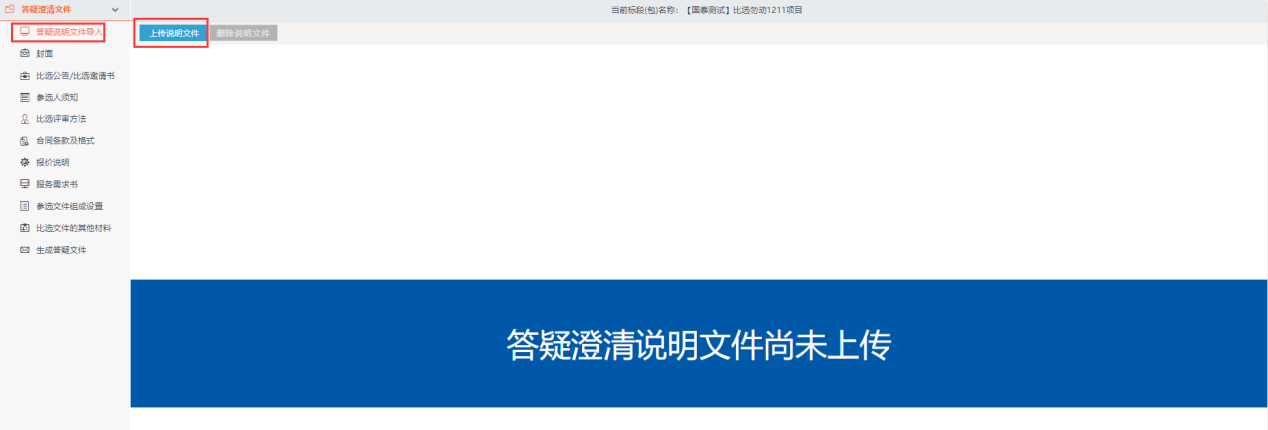 答疑澄清文件
当前标段(包)名称: 【国泰测试】比选勿动1211项目
答疑说明文件导入
上传说明文件 删除说明文件
封面
比选公告/比选邀请书
参选人须知
比选评审方法
合同条款及格式
报价说明
服务需求书
参选文件组成设置
比选文件的其他材料
生成答疑文件
答疑澄清说明文件尚未上传